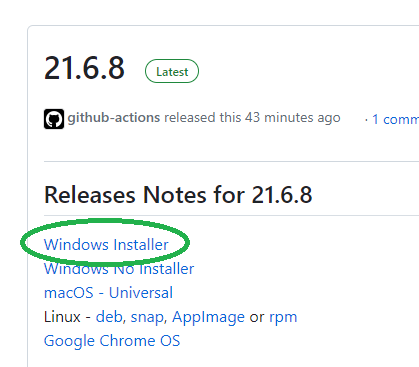 21.6.8 Latest
github-actions released this 43 minutes ago · 1 comm
Releases Notes for 21.6.8
Windows Installer
Windows No Installer
macOS - Universal
Linux - deb, snap, AppImage or rpm
Google Chrome OS